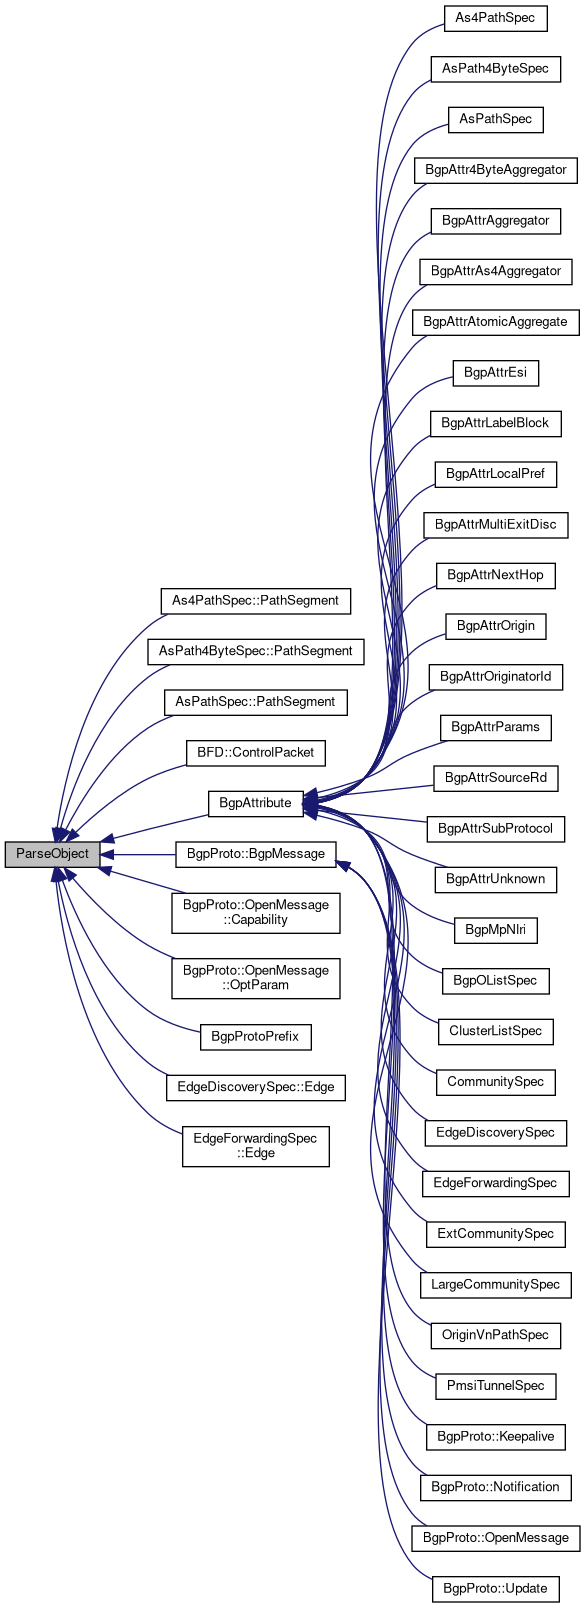 As4PathSpec
AsPath4ByteSpec
AsPathSpec
BgpAttr4ByteAggregator
BgpAttrAggregator
BgpAttrAs4Aggregator
BgpAttrAtomicAggregate
BgpAttrEsi
BgpAttrLabelBlock
BgpAttrLocalPref
BgpAttrMultiExitDisc
BgpAttrNextHop
BgpAttrOrigin
BgpAttrOriginatorId
BgpAttrParams
BgpAttrSourceRd
BgpAttrSubProtocol
BgpAttrUnknown
BgpMpNlri
BgpOListSpec
ClusterListSpec
CommunitySpec
EdgeDiscoverySpec
EdgeForwardingSpec
ExtCommunitySpec
LargeCommunitySpec
OriginVnPathSpec
PmsiTunnelSpec
BgpProto::Keepalive
BgpProto::Notification
BgpProto::OpenMessage
BgpProto::Update
As4PathSpec::PathSegment
AsPath4ByteSpec::PathSegment
AsPathSpec::PathSegment
BFD::ControlPacket
BgpAttribute
BgpProto::BgpMessage
BgpProto::OpenMessage
::Capability
BgpProto::OpenMessage
::OptParam
BgpProtoPrefix
EdgeDiscoverySpec::Edge
EdgeForwardingSpec
::Edge
ParseObject